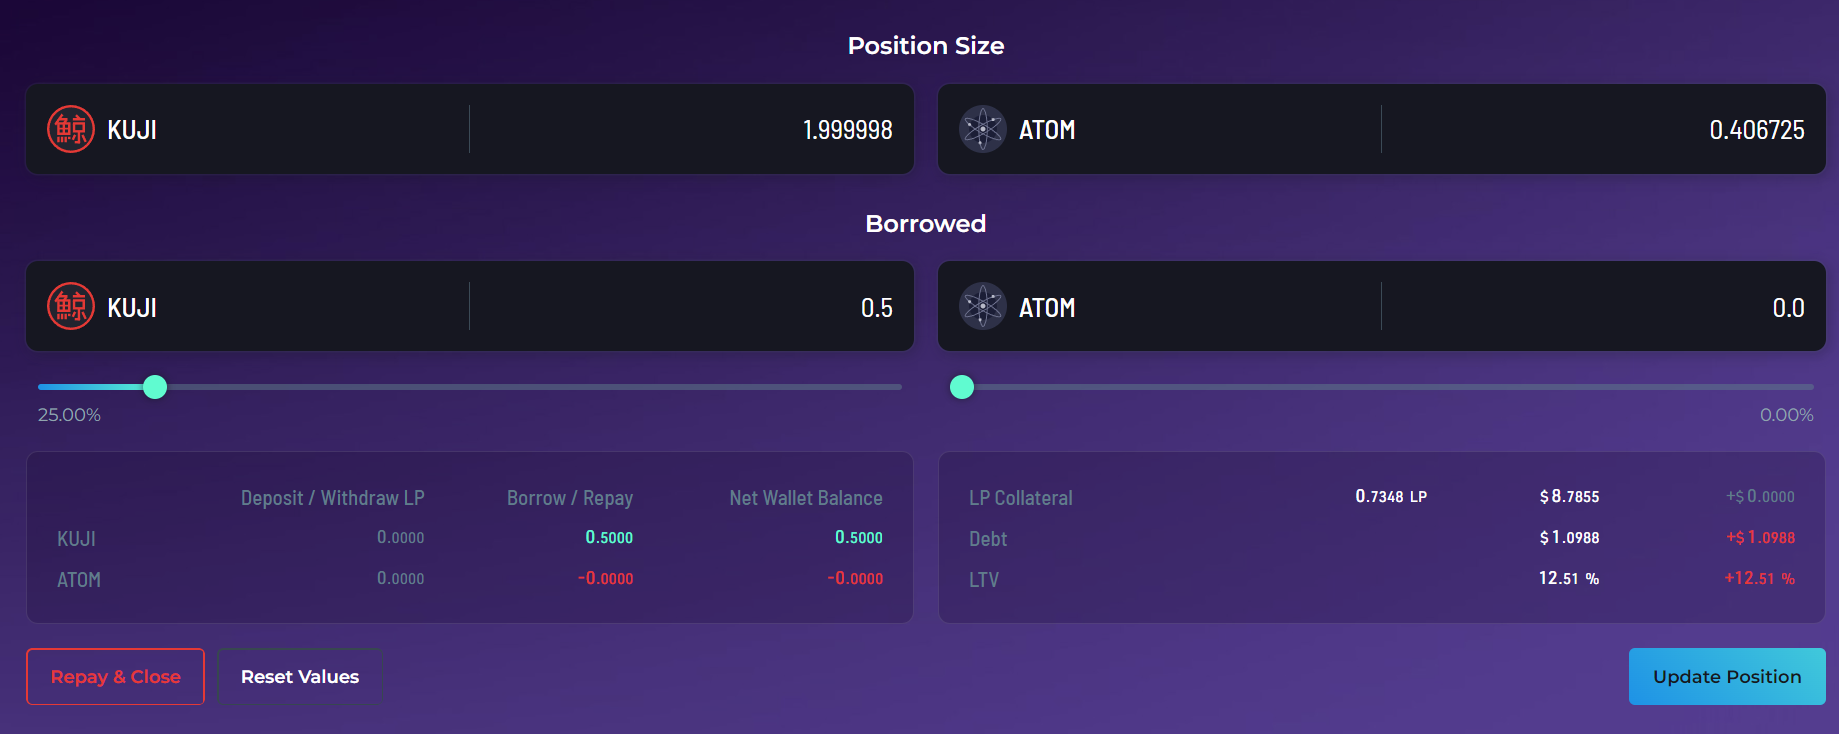 Position Size
鯨 KUJI 1.999998 ATOM 0.406725
Borrowed
鯨 KUJI 0.5 ATOM 0.0
25.00% 0.00%
Deposit / Withdraw LP Borrow / Repay Net Wallet Balance
KUJI 0.0000 0.5000 0.5000
ATOM 0.0000 -0.0000 -0.0000
LP Collateral 0.7348 LP $8.7855 +$0.0000
Debt $1.0988 +$1.0988
LTV 12.51 % +12.51 %
Repay & Close Reset Values Update Position